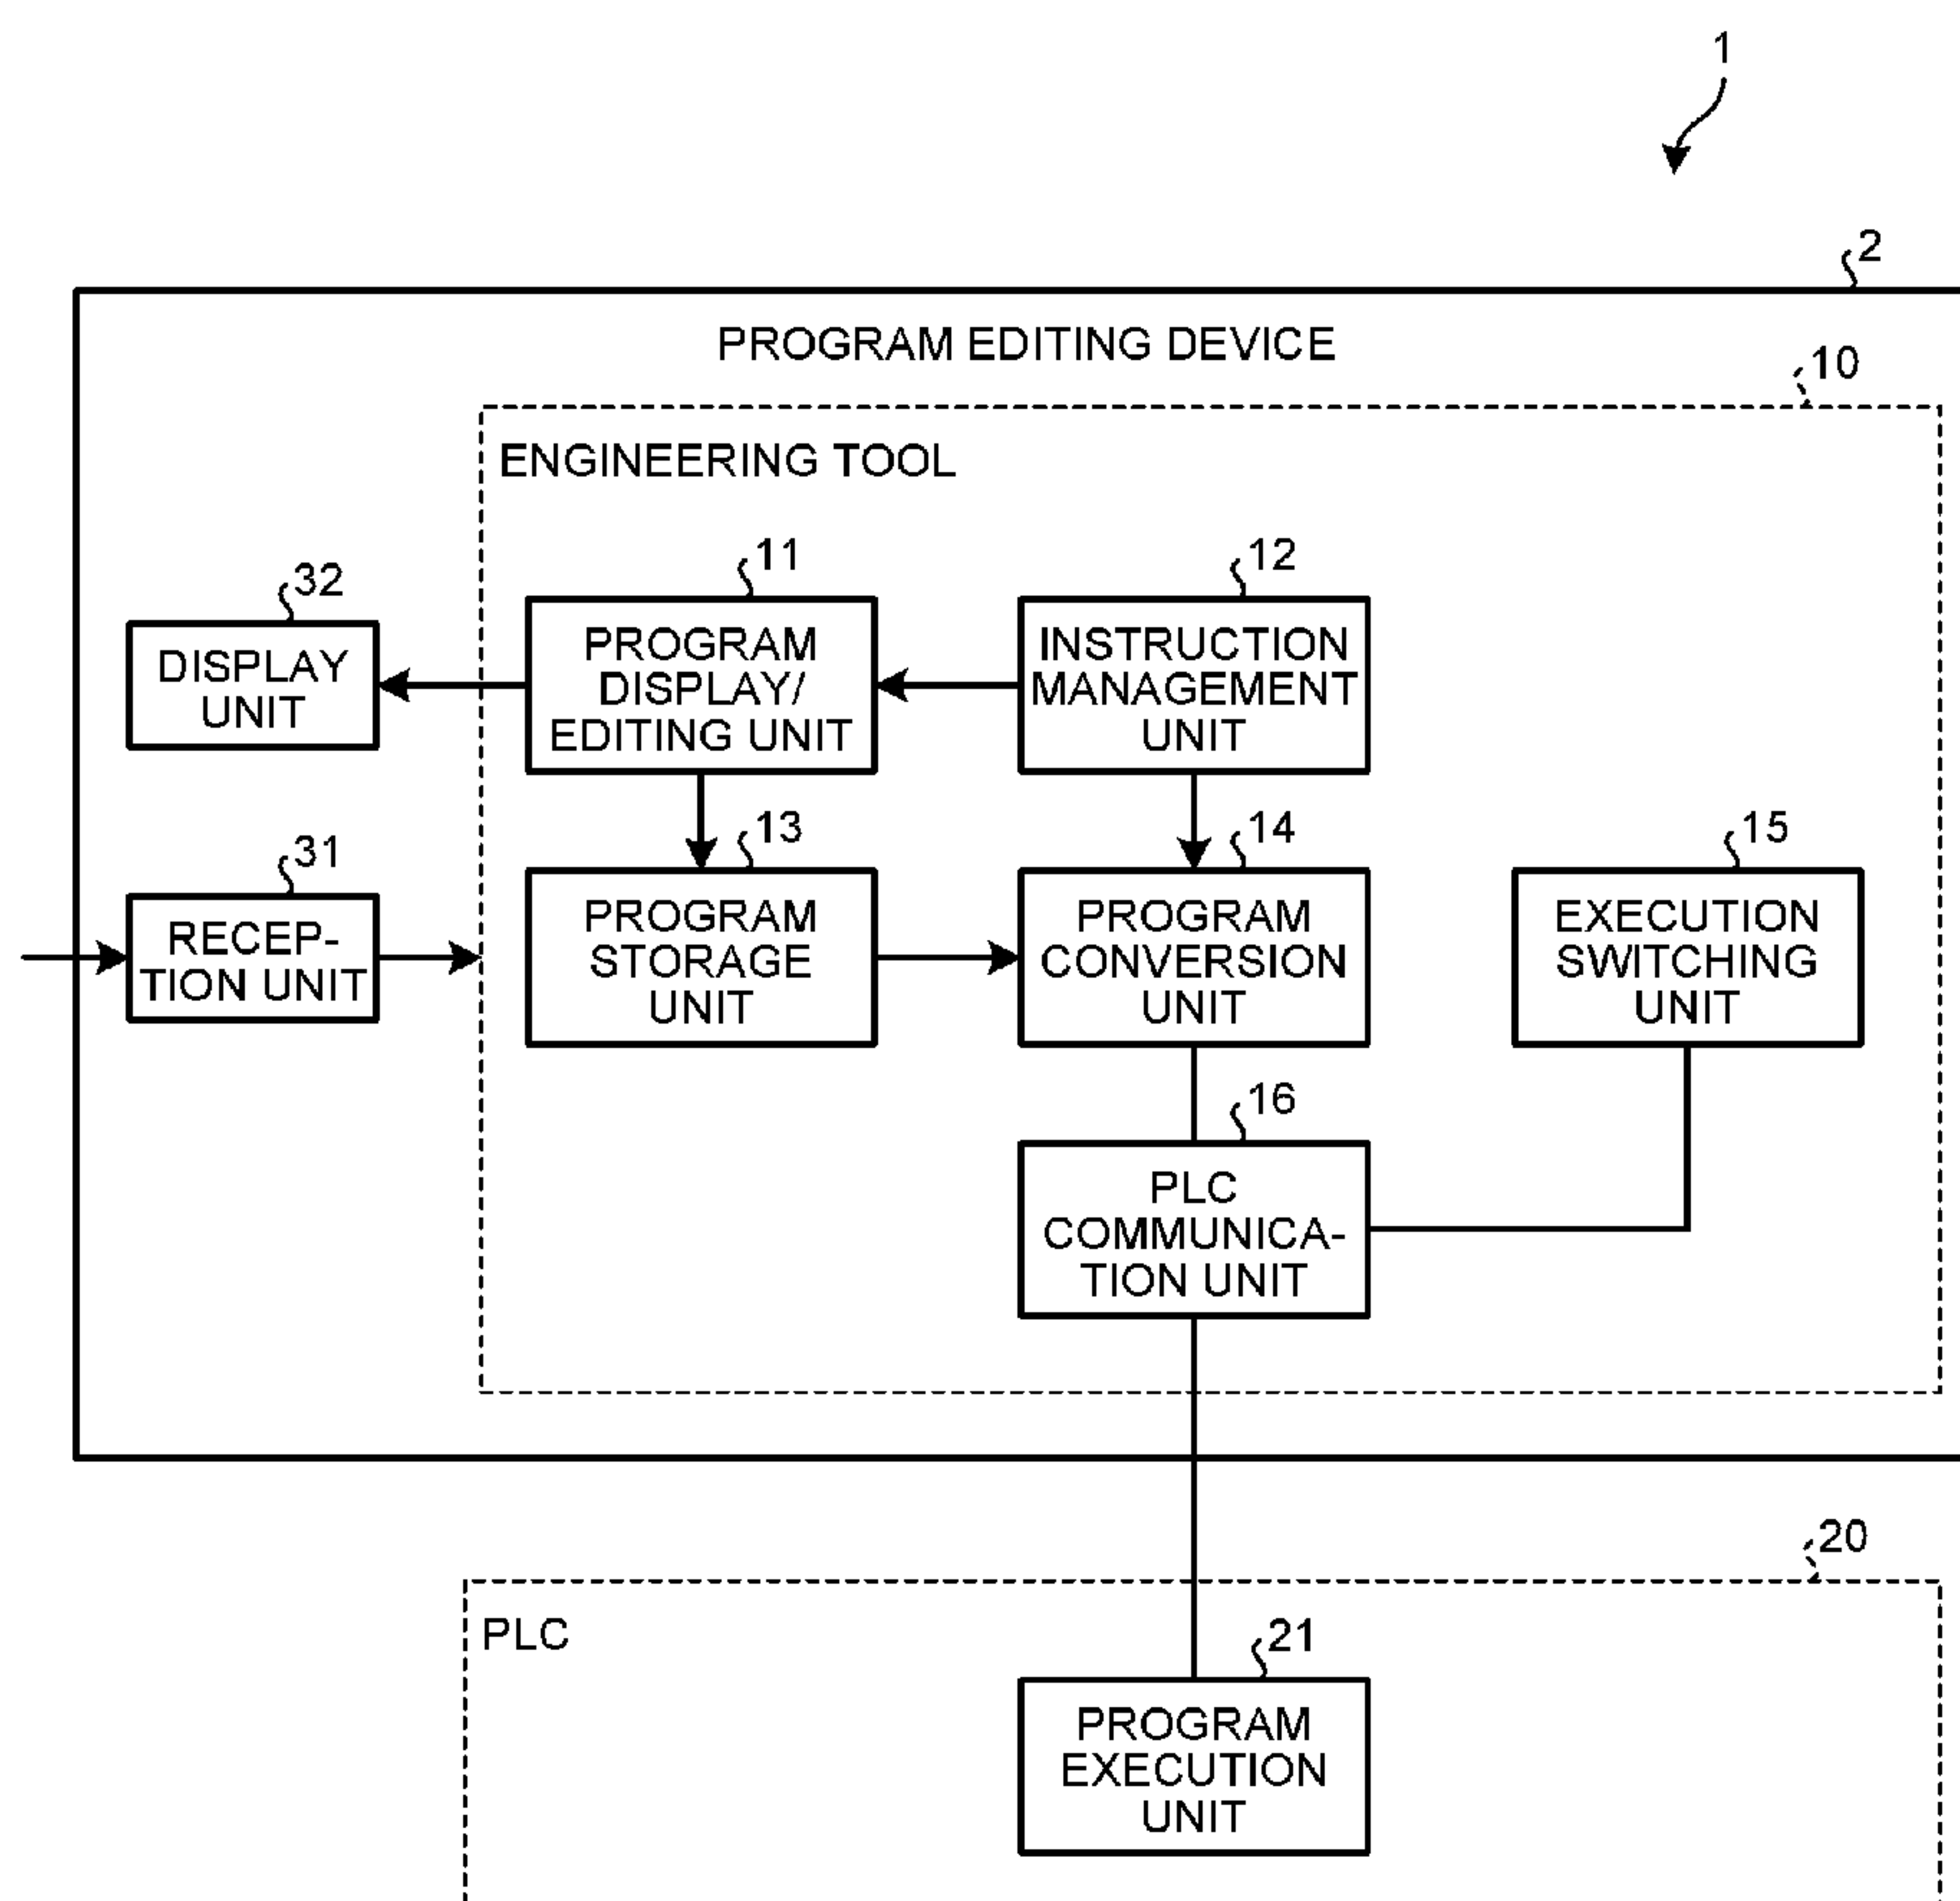 1
2
PROGRAM EDITING DEVICE
10
ENGINEERING TOOL
11
12
32
DISPLAY
UNIT
PROGRAM
DISPLAY/
EDITING UNIT
INSTRUCTION
MANAGEMENT
UNIT
31
13
14
15
RECEP-
TION UNIT
PROGRAM
STORAGE
UNIT
PROGRAM
CONVERSION
UNIT
EXECUTION
SWITCHING
UNIT
16
PLC
COMMUNICA-
TION UNIT
20
PLC
21
PROGRAM
EXECUTION
UNIT